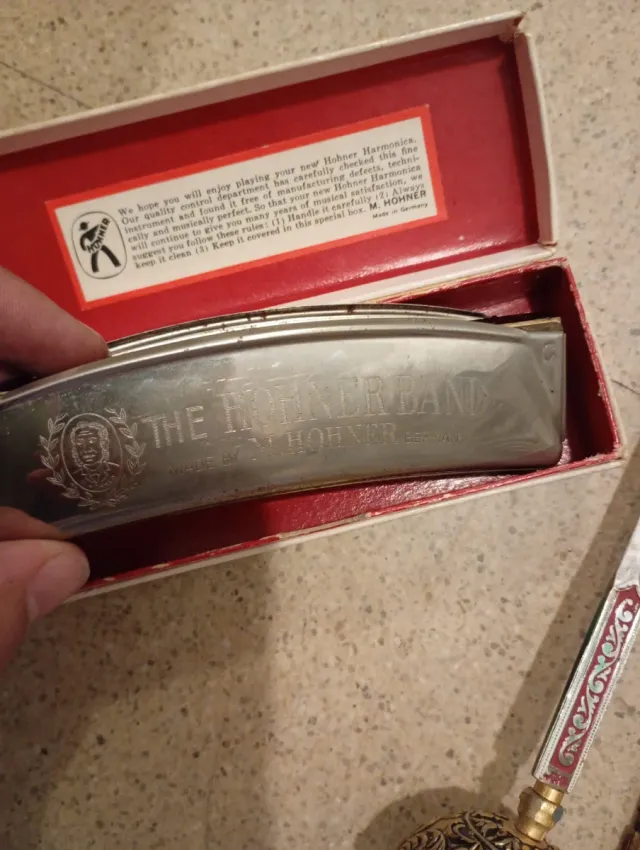 We hope you will enjoy playing your new Hohner Harmonica.
Our quality control department has carefully checked this fine
instrument and found it free of manufacturing defects, techni-
cally and musically perfect. So that your new Hohner Harmonica
will continue to give you many years of musical satisfaction, we
suggest you follow these rules: (1) Handle it carefully (2) Always
keep it clean (3) Keep it covered in this special box. M. HOHNER
Made in Germany
HOHNER
THE HOHNER BAND
MADE BY M. HOHNER GERMANY